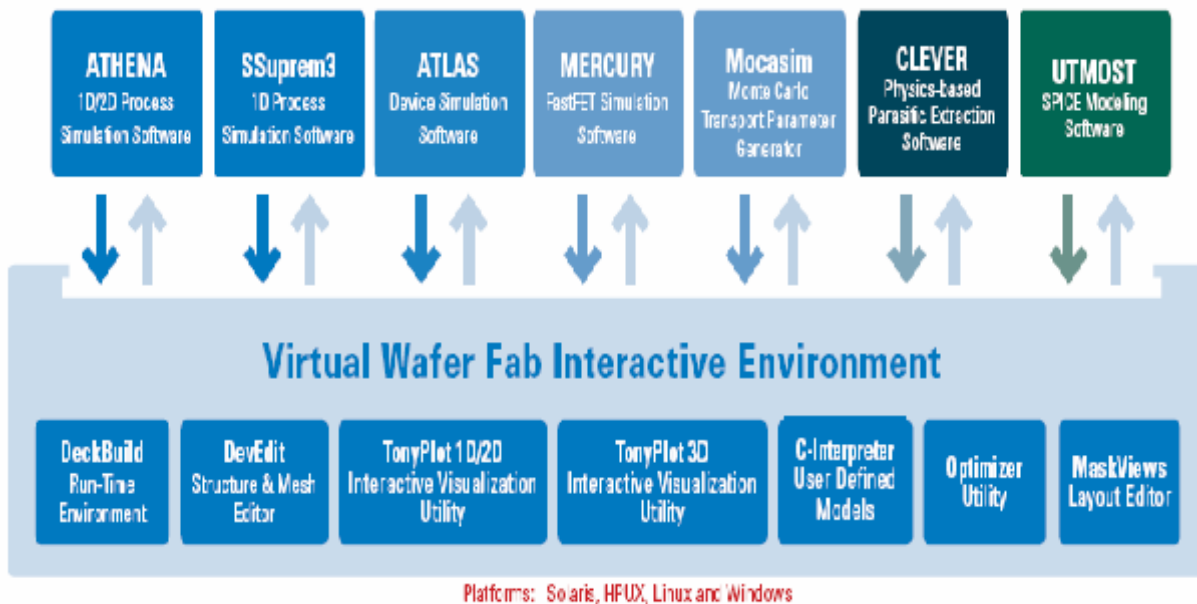 ATHENA
1D/2D Process
Simulation Software
SSuprem3
1D Process
Simulation Software
ATLAS
Device Simulation
Software
MERCURY
FastFET Simulation
Software
Mocasim
Monte Carlo
Transport Parameter
Generator
CLEVER
Physics-based
Parasitic Extraction
Software
UTMOST
SPICE Modeling
Software
Virtual Wafer Fab Interactive Environment
DeckBuild
Run-Time
Environment
DevEdit
Structure & Mesh
Editor
TonyPlot 1D/2D
Interactive Visualization
Utility
TonyPlot 3D
Interactive Visualization
Utility
C-Interpreter
User Defined
Models
Optimizer
Utility
MaskViews
Layout Editor
Platforms: Solaris, HPUX, Linux and Windows